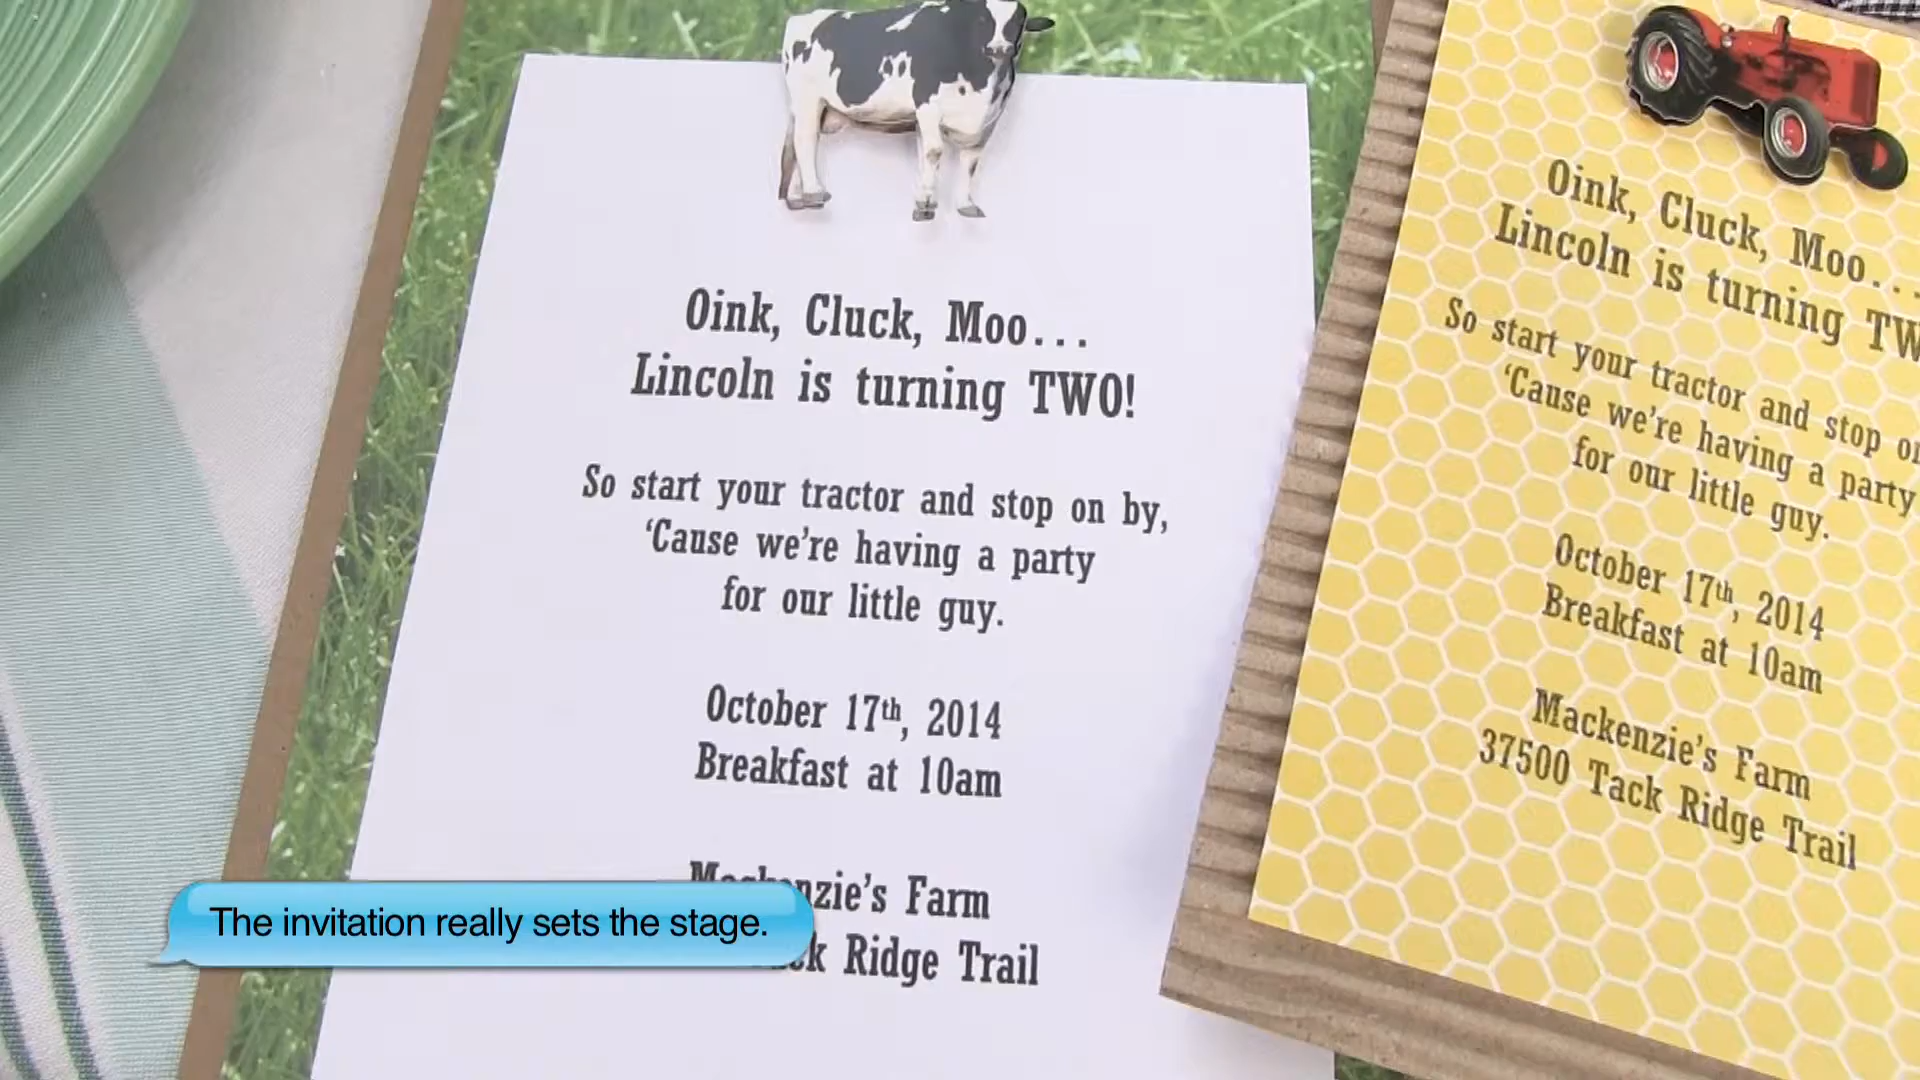 Oink, Cluck, Moo...
Lincoln is turning TWO!
So start your tractor and stop on by,
‘Cause we're having a party
for our little guy.
October 17th, 2014
Breakfast at 10am
Farm
Ridge Trail
The invitation really sets the stage.
Oink, Cluck, Moo...
Lincoln is turning
So start your tractor and stop
‘Cause we're having a party
for our little guy.
October 17th, 2014
Breakfast at 10am
Mackenzie's Farm
37500 Tack Ridge Trail